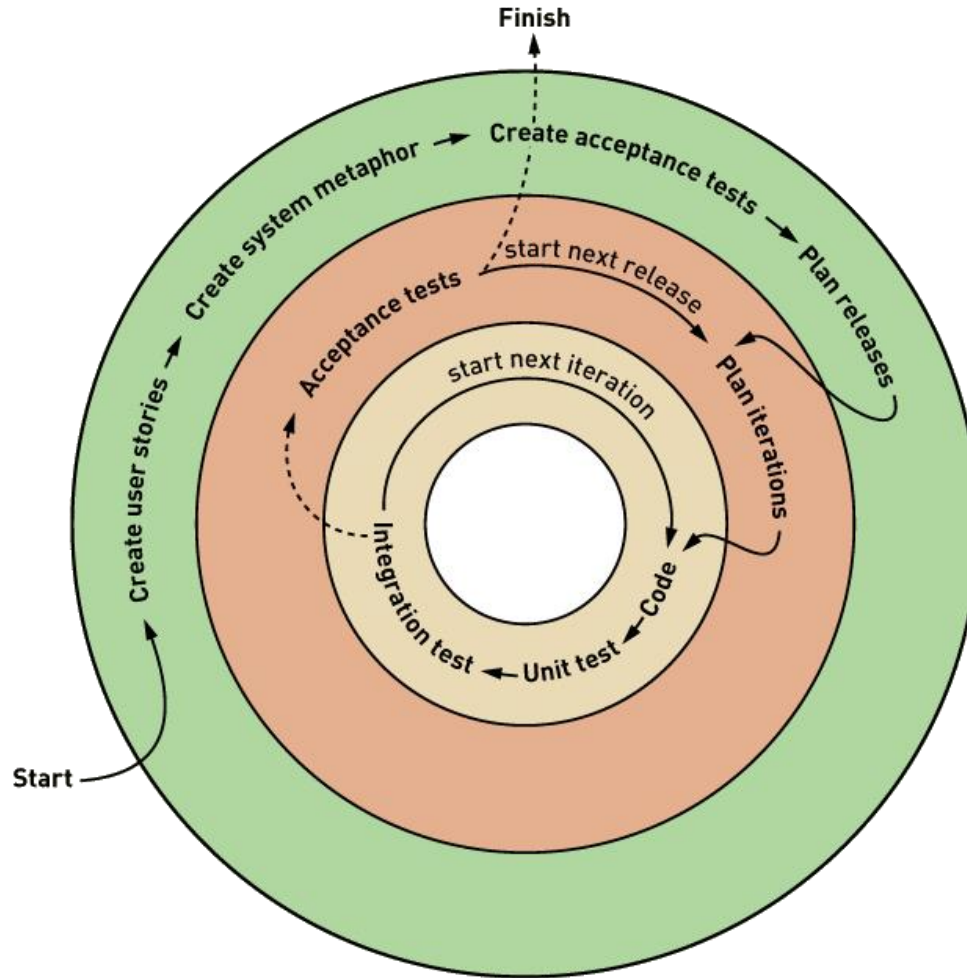 Finish
Start
Create user stories
Create system metaphor
Create acceptance tests
Plan releases
Acceptance tests
start next release
Plan iterations
start next iteration
Code
Unit test
Integration test